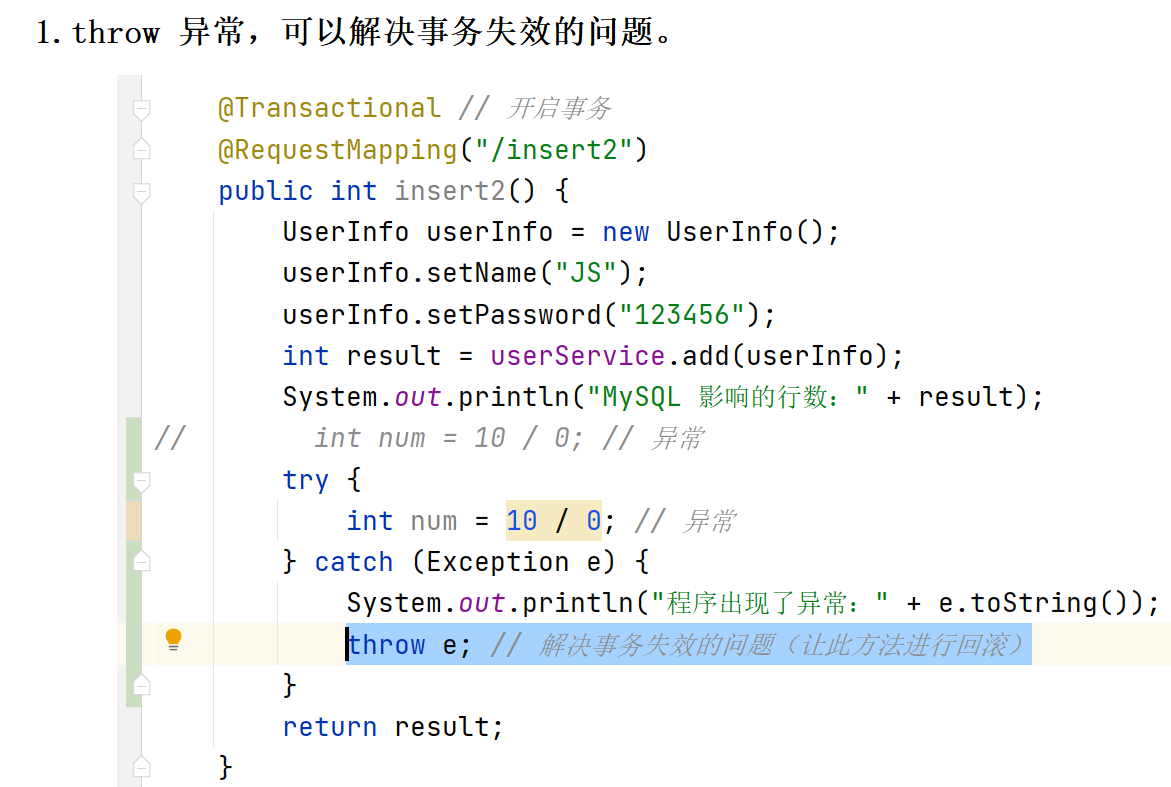 1. throw 异常，可以解决事务失效的问题。
@Transactional // 开启事务
@RequestMapping("/insert2")
public int insert2() {
UserInfo userInfo = new UserInfo();
userInfo.setName("JS");
userInfo.setPassword("123456");
int result = userService.add(userInfo);
System.out.println("MySQL 影响的行数：" + result);
// int num = 10 / 0; // 异常
try {
int num = 10 / 0; // 异常
} catch (Exception e) {
System.out.println("程序出现了异常：" + e.toString());
throw e; // 解决事务失效的问题（让此方法进行回滚）
}
return result;
}